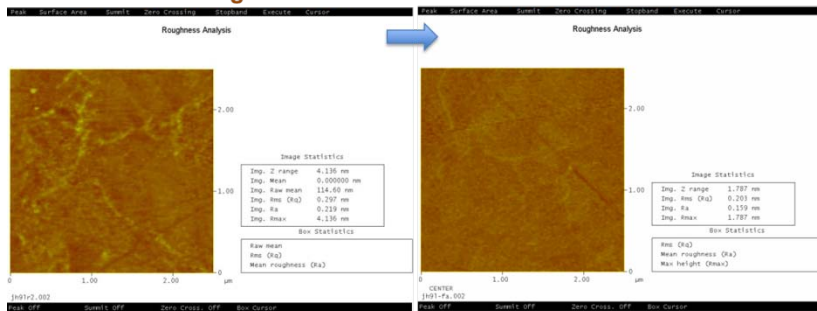 Peak Surface Area Summit Zero Crossing Stopband Execute Cursor
Roughness Analysis
2.00
1.00
0
0 1.00 2.00 µm
Image Statistics
Img. Z range 4.136 nm
Img. Mean 0.000000 nm
Img. Raw mean 114.60 nm
Img. Rms (Rq) 0.297 nm
Img. Ra 0.219 nm
Img. Rmax 4.136 nm
Box Statistics
Raw mean
Rms (Rq)
Mean roughness (Ra)
jh91r2.002
Peak Off Summit Off Zero Cross. Off Box Cursor
Peak Surface Area Summit Zero Crossing Stopband Execute Cursor
Roughness Analysis
2.00
1.00
0
0 1.00 2.00 µm
Image Statistics
Img. Z range 1.787 nm
Img. Rms (Rq) 0.203 nm
Img. Ra 0.159 nm
Img. Rmax 1.787 nm
Box Statistics
Rms (Rq)
Mean roughness (Ra)
Max height (Rmax)
CENTER
jh91-fa.002
Peak Off Summit Off Zero Cross. Off Box Cursor